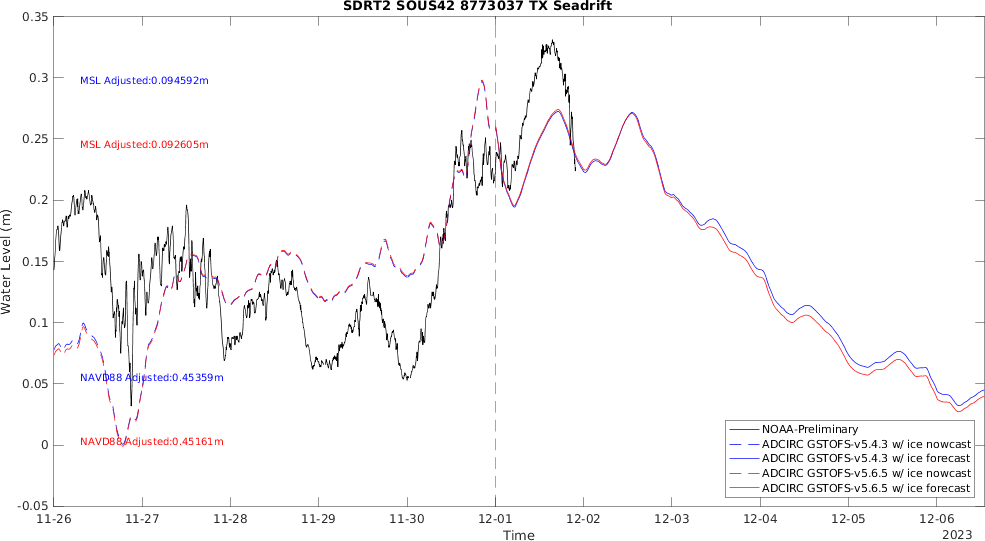 SDRT2 SOUS42 8773037 TX Seadrift
0.35
0.3
0.25
0.2
0.15
0.1
0.05
0
-0.05
Water Level (m)
MSL Adjusted:0.094592m
MSL Adjusted:0.092605m
NAVD88 Adjusted:0.45359m
NAVD88 Adjusted:0.45161m
NOAA-Preliminary
ADCIRC GSTOFS-v5.4.3 w/ ice nowcast
ADCIRC GSTOFS-v5.4.3 w/ ice forecast
ADCIRC GSTOFS-v5.6.5 w/ ice nowcast
ADCIRC GSTOFS-v5.6.5 w/ ice forecast
11-26 11-27 11-28 11-29 11-30 12-01 12-02 12-03 12-04 12-05 12-06
Time
2023